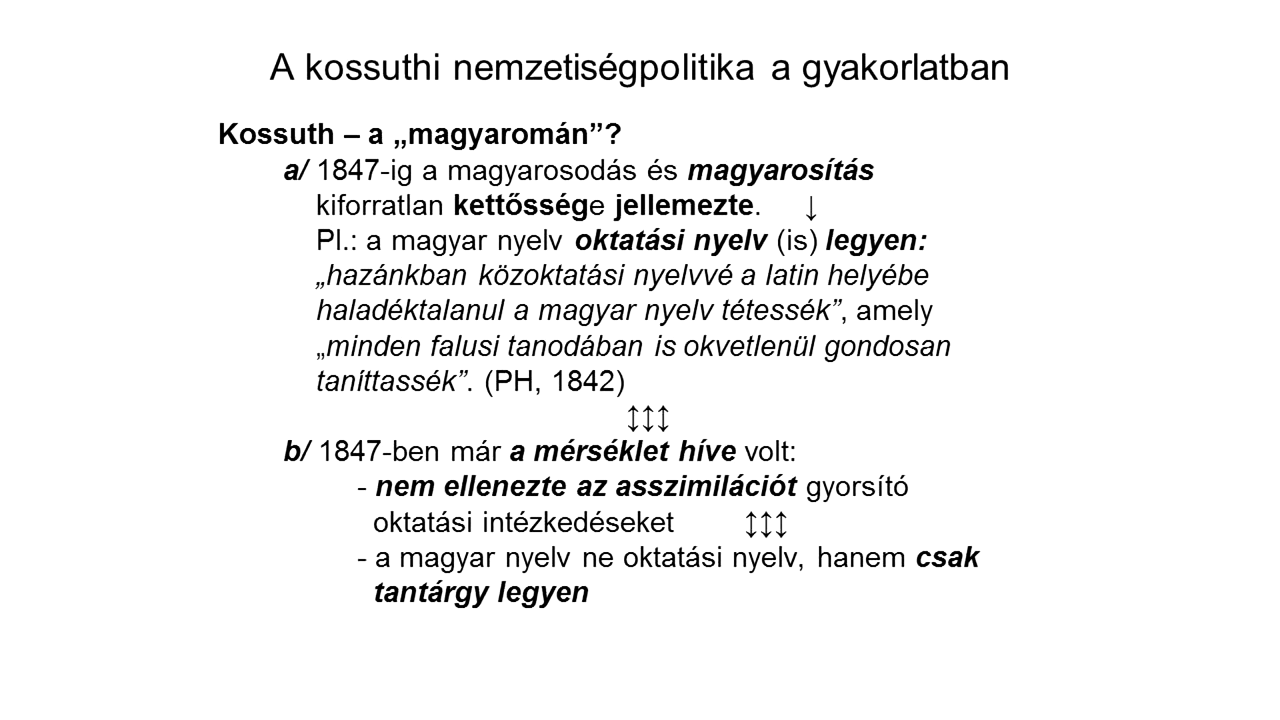 A kossuthi nemzetiségpolitika a gyakorlatban
Kossuth – a „magyaromán”?
a/ 1847-ig a magyarosodás és magyarosítás
kiforratlan kettőssége jellemezte. ↓
Pl.: a magyar nyelv oktatási nyelv (is) legyen:
„hazánkban közoktatási nyelvvé a latin helyébe
haladéktalanul a magyar nyelv tétessék”, amely
„minden falusi tanodában is okvetlenül gondosan
taníttassék”. (PH, 1842)
↕↕↕
b/ 1847-ben már a mérséklet híve volt:
- nem ellenezte az asszimilációt gyorsító
oktatási intézkedéseket ↕↕↕
- a magyar nyelv ne oktatási nyelv, hanem csak
tantárgy legyen